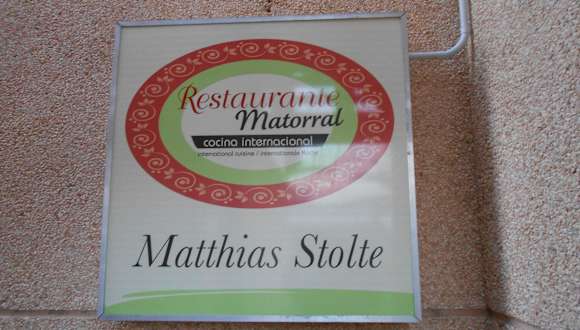 Restaurante
Matorral
cocina internacional
international cuisine / internationale Küche
Matthias Stolte